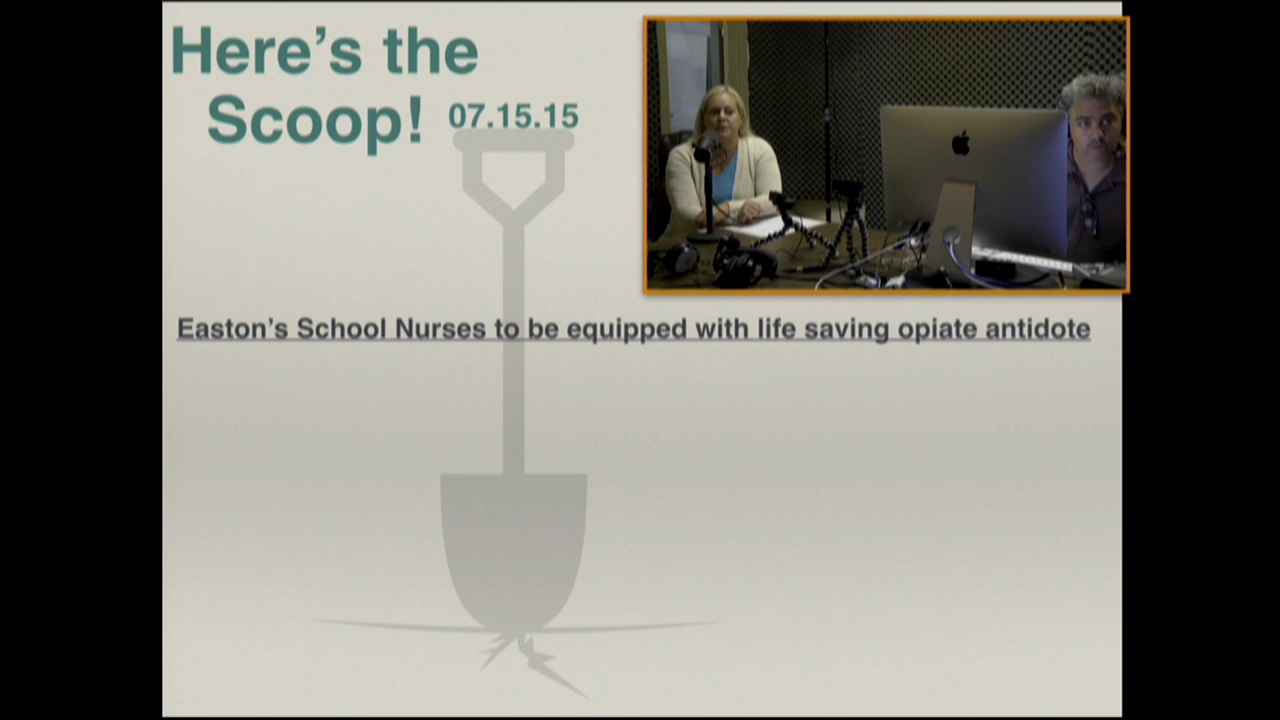 Here's the
Scoop! 07.15.15
Easton's School Nurses to be equipped with life saving opiate antidote